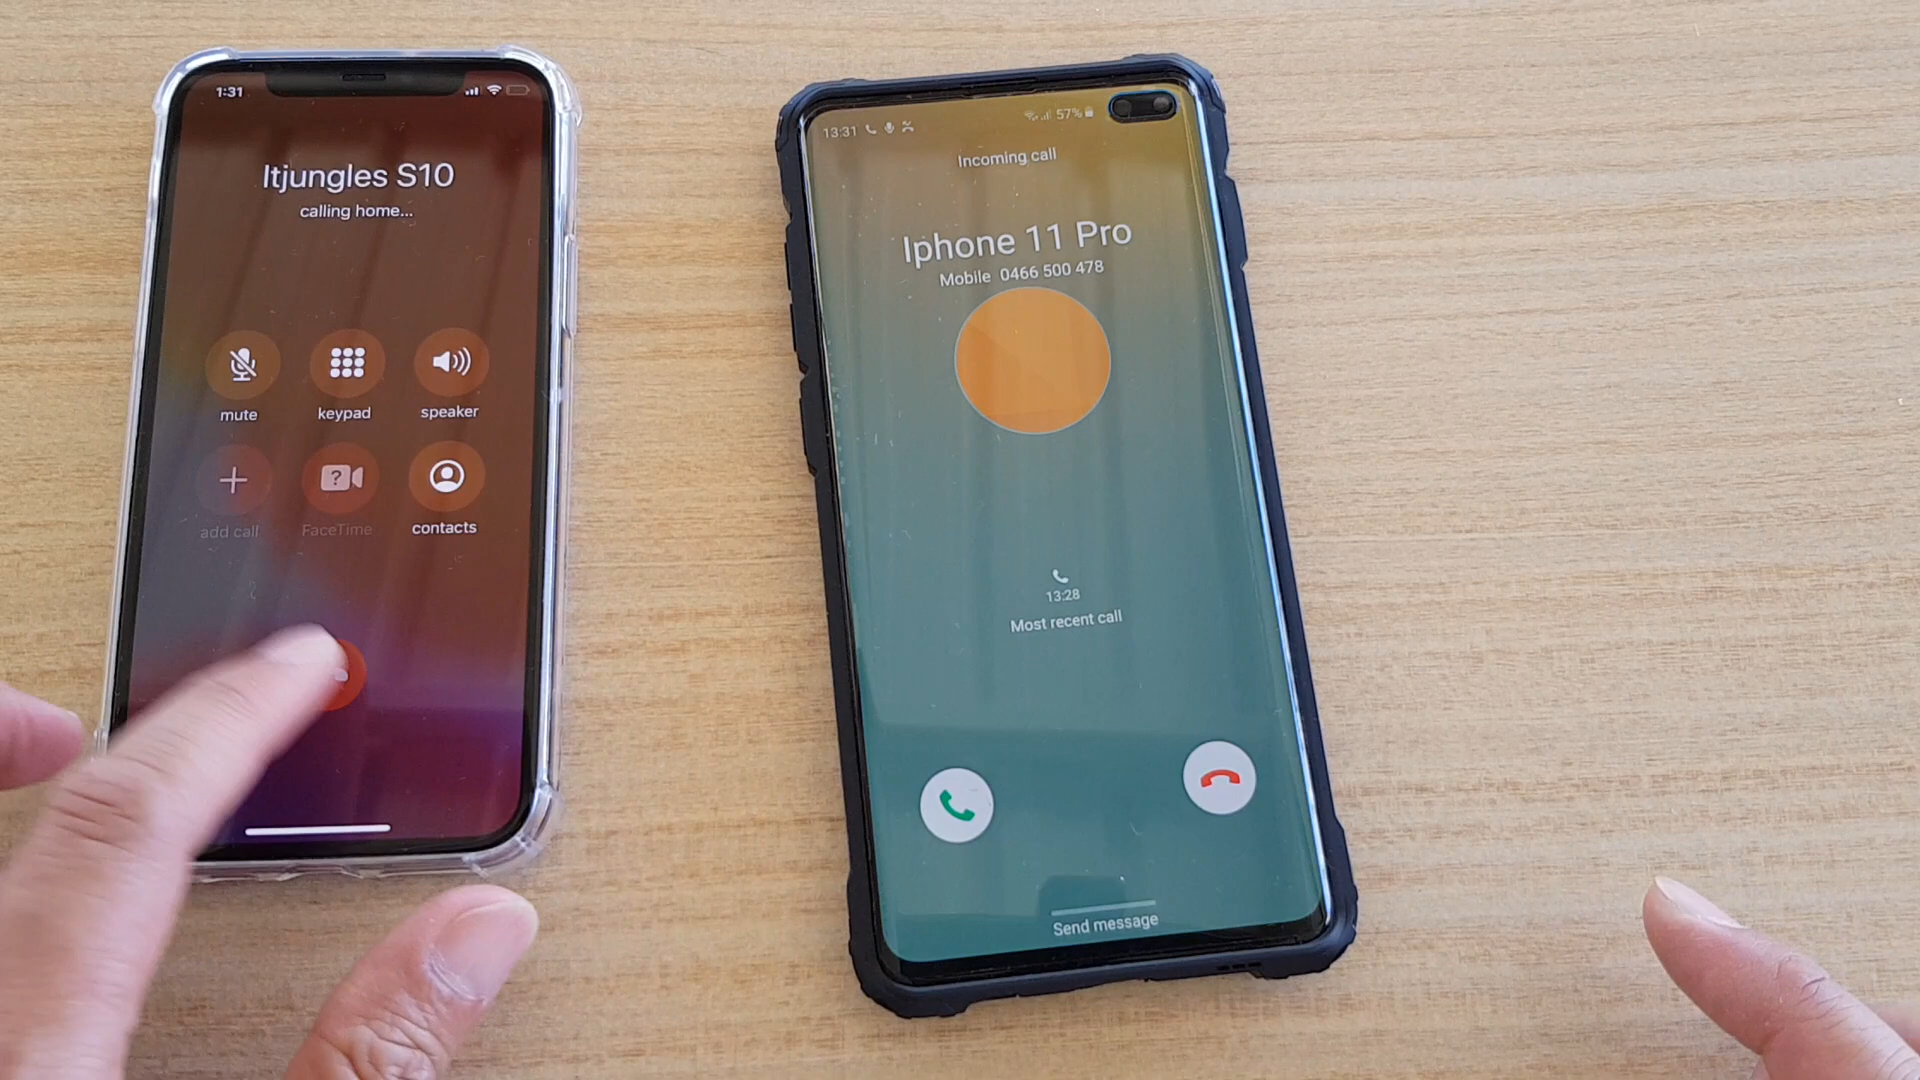 1:31
Itjungles S10
calling home...
mute
keypad
speaker
?
add call
FaceTime
contacts
13:31
57%
Incoming call
Iphone 11 Pro
Mobile 0466 500 478
13:28
Most recent call
Send message